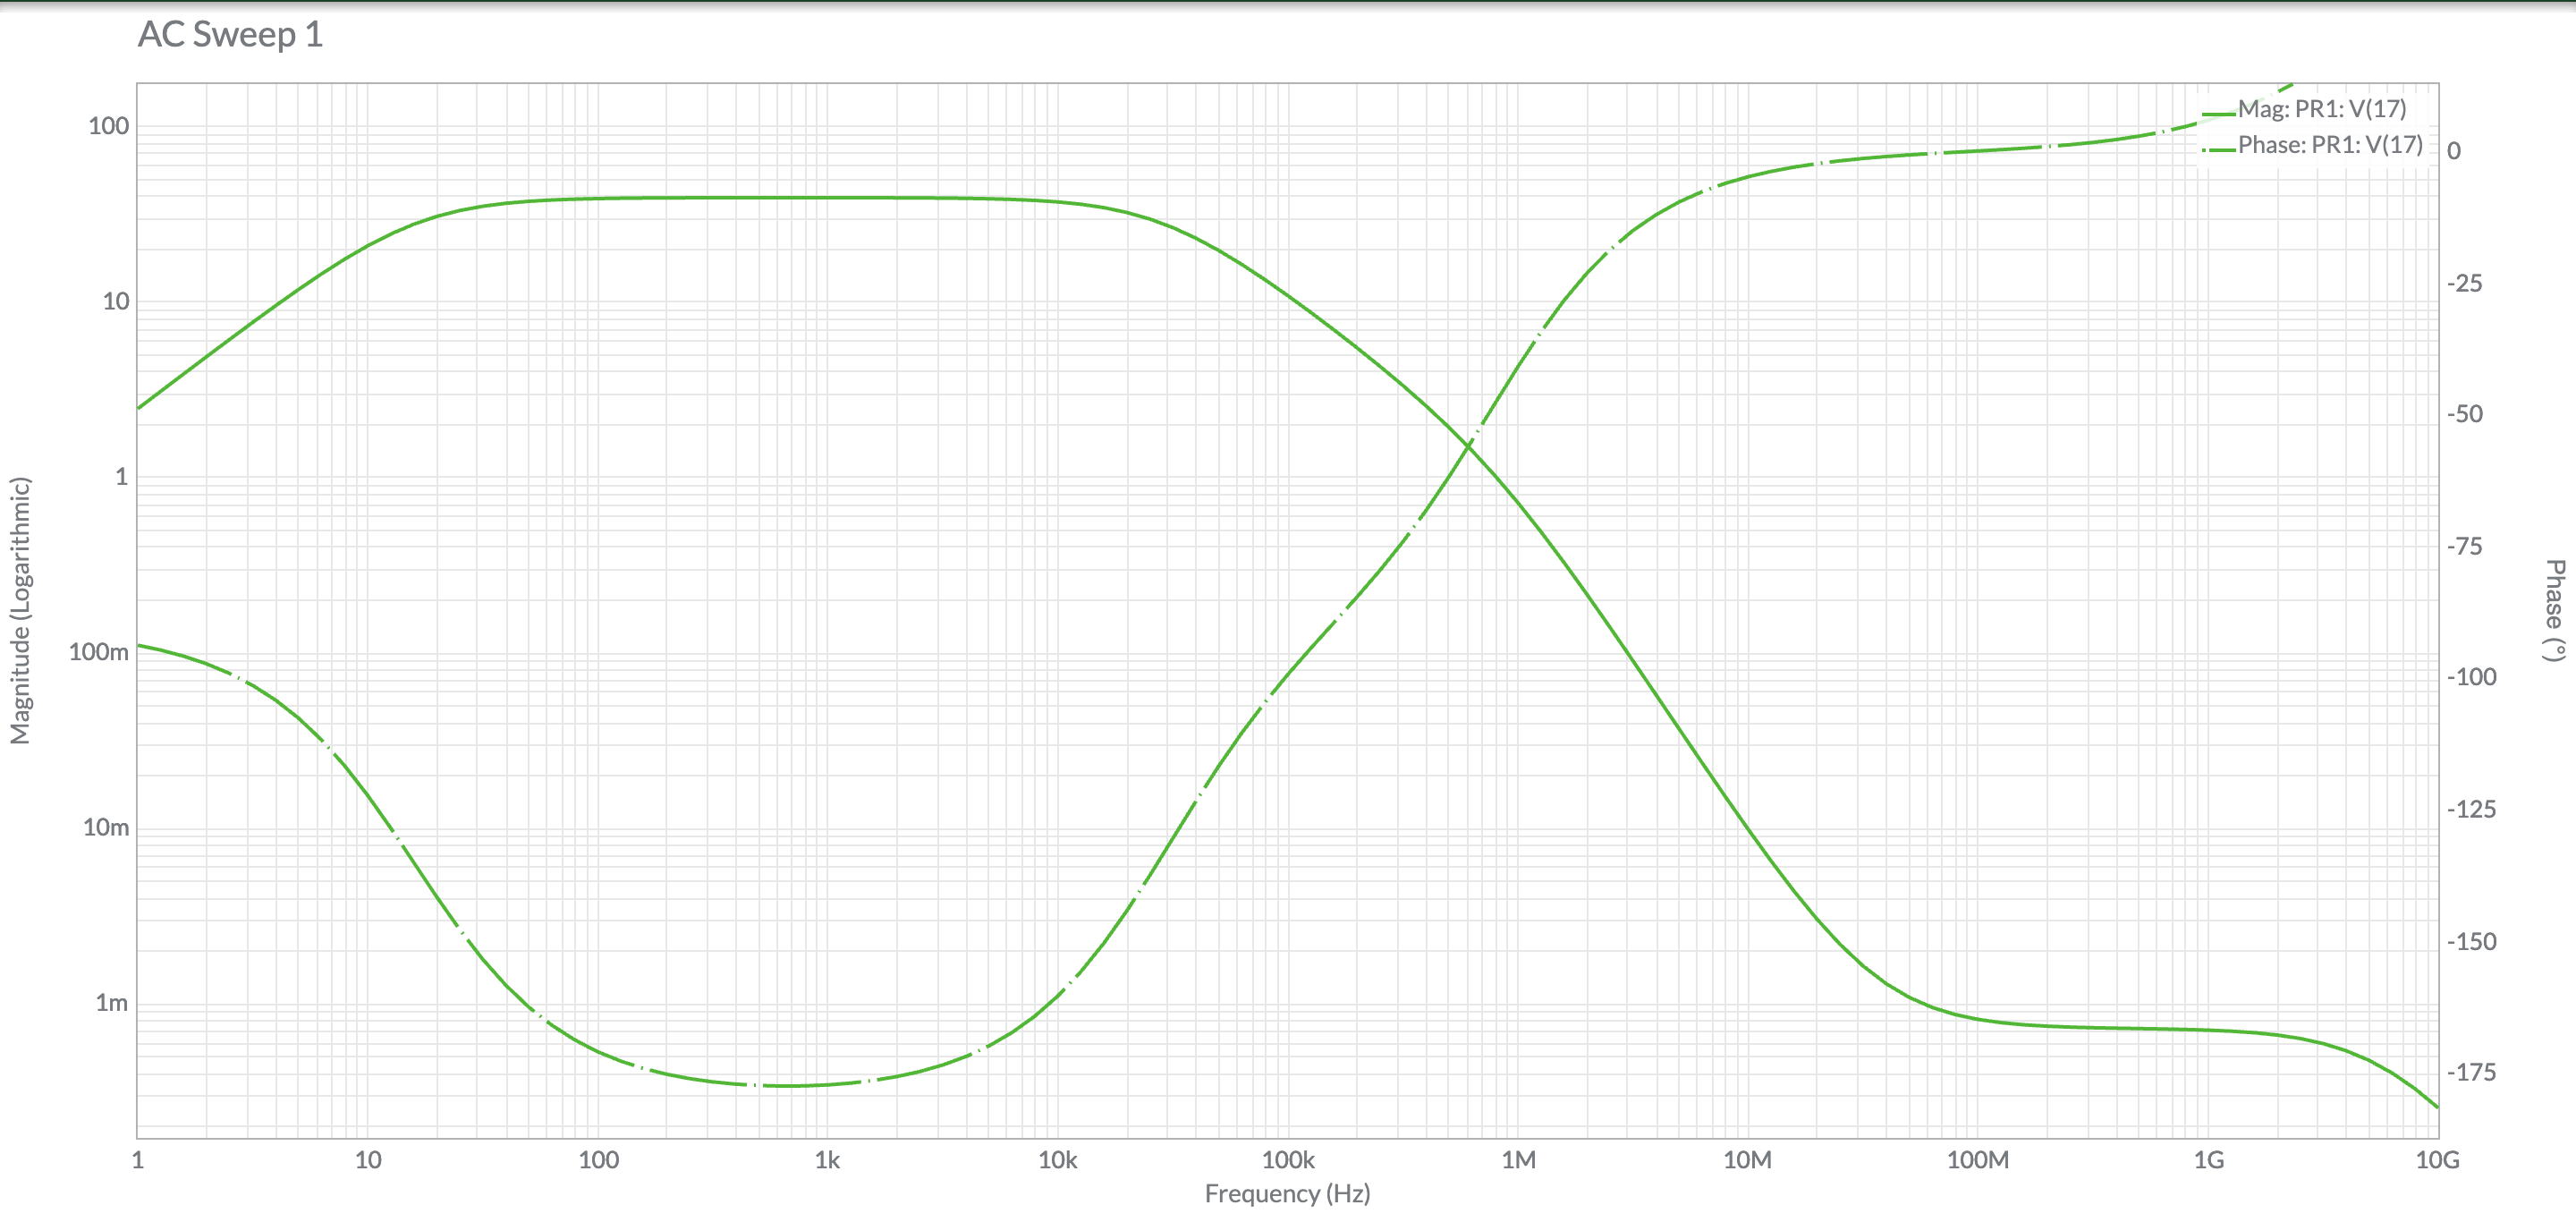 AC Sweep 1
Mag: PR1: V(17)
Phase: PR1: V(17)
Magnitude (Logarithmic)
100
10
1
100m
10m
1m
0
-25
-50
-75
-100
-125
-150
-175
Phase (°)
1 10 100 1k 10k 100k 1M 10M 100M 1G 10G
Frequency (Hz)